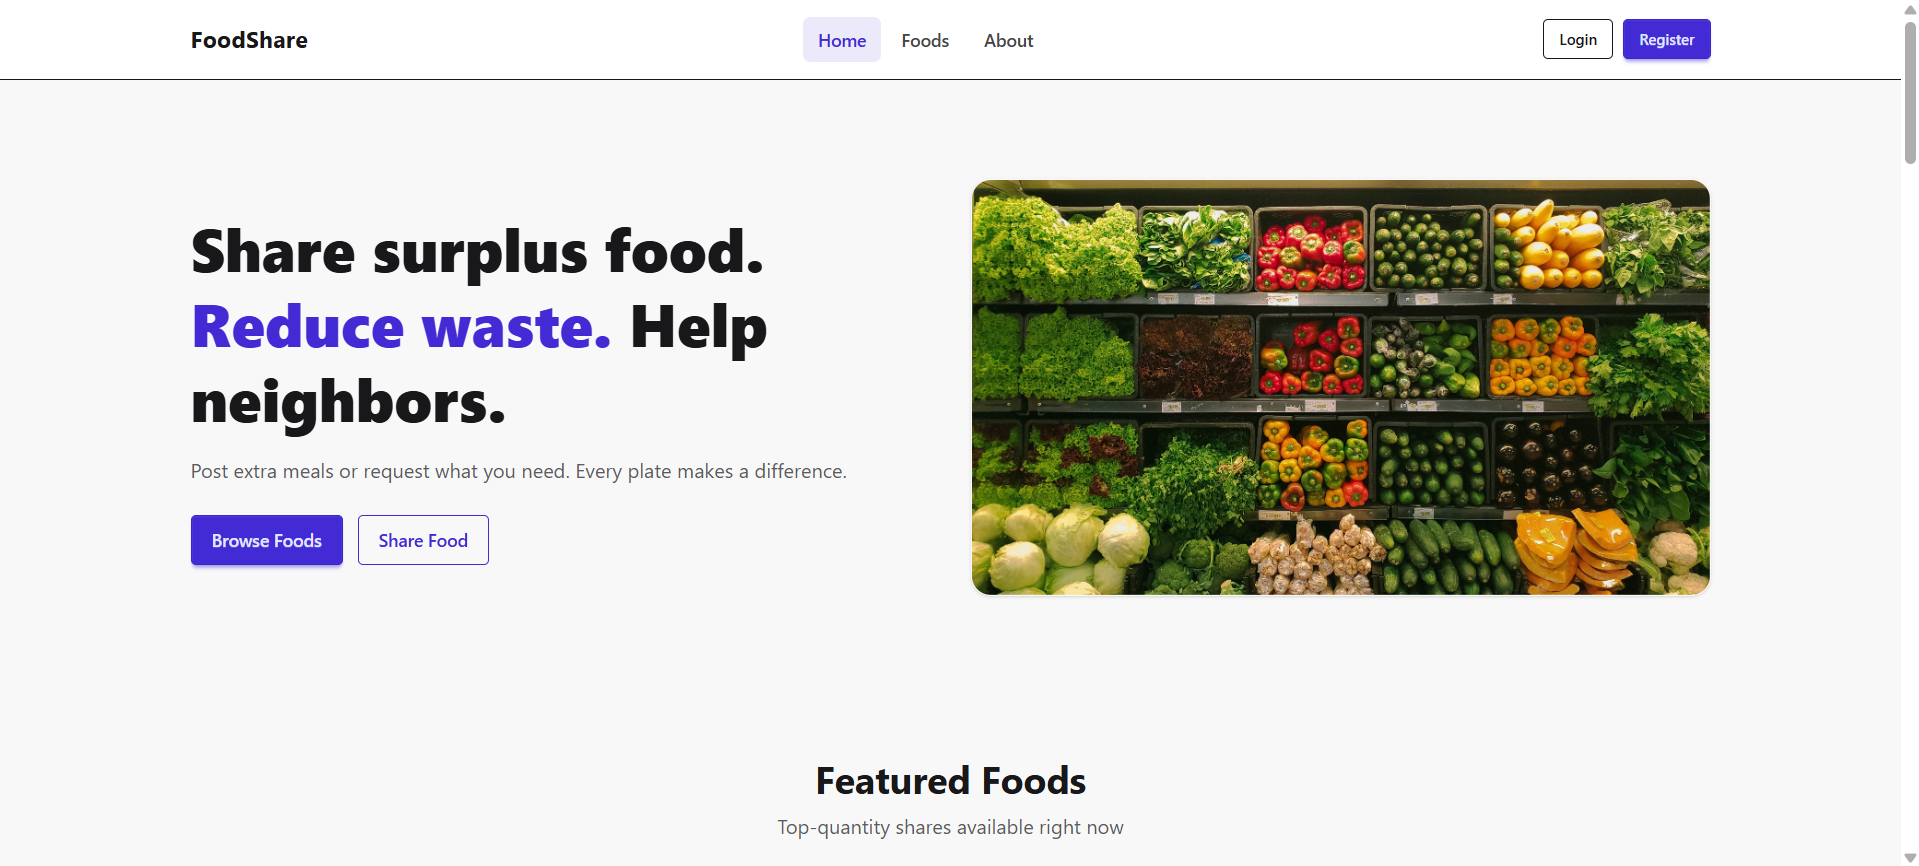 FoodShare
Home
Foods
About
Login
Register
Share surplus food.
Reduce waste. Help
neighbors.
Post extra meals or request what you need. Every plate makes a difference.
Browse Foods
Share Food
Featured Foods
Top-quantity shares available right now